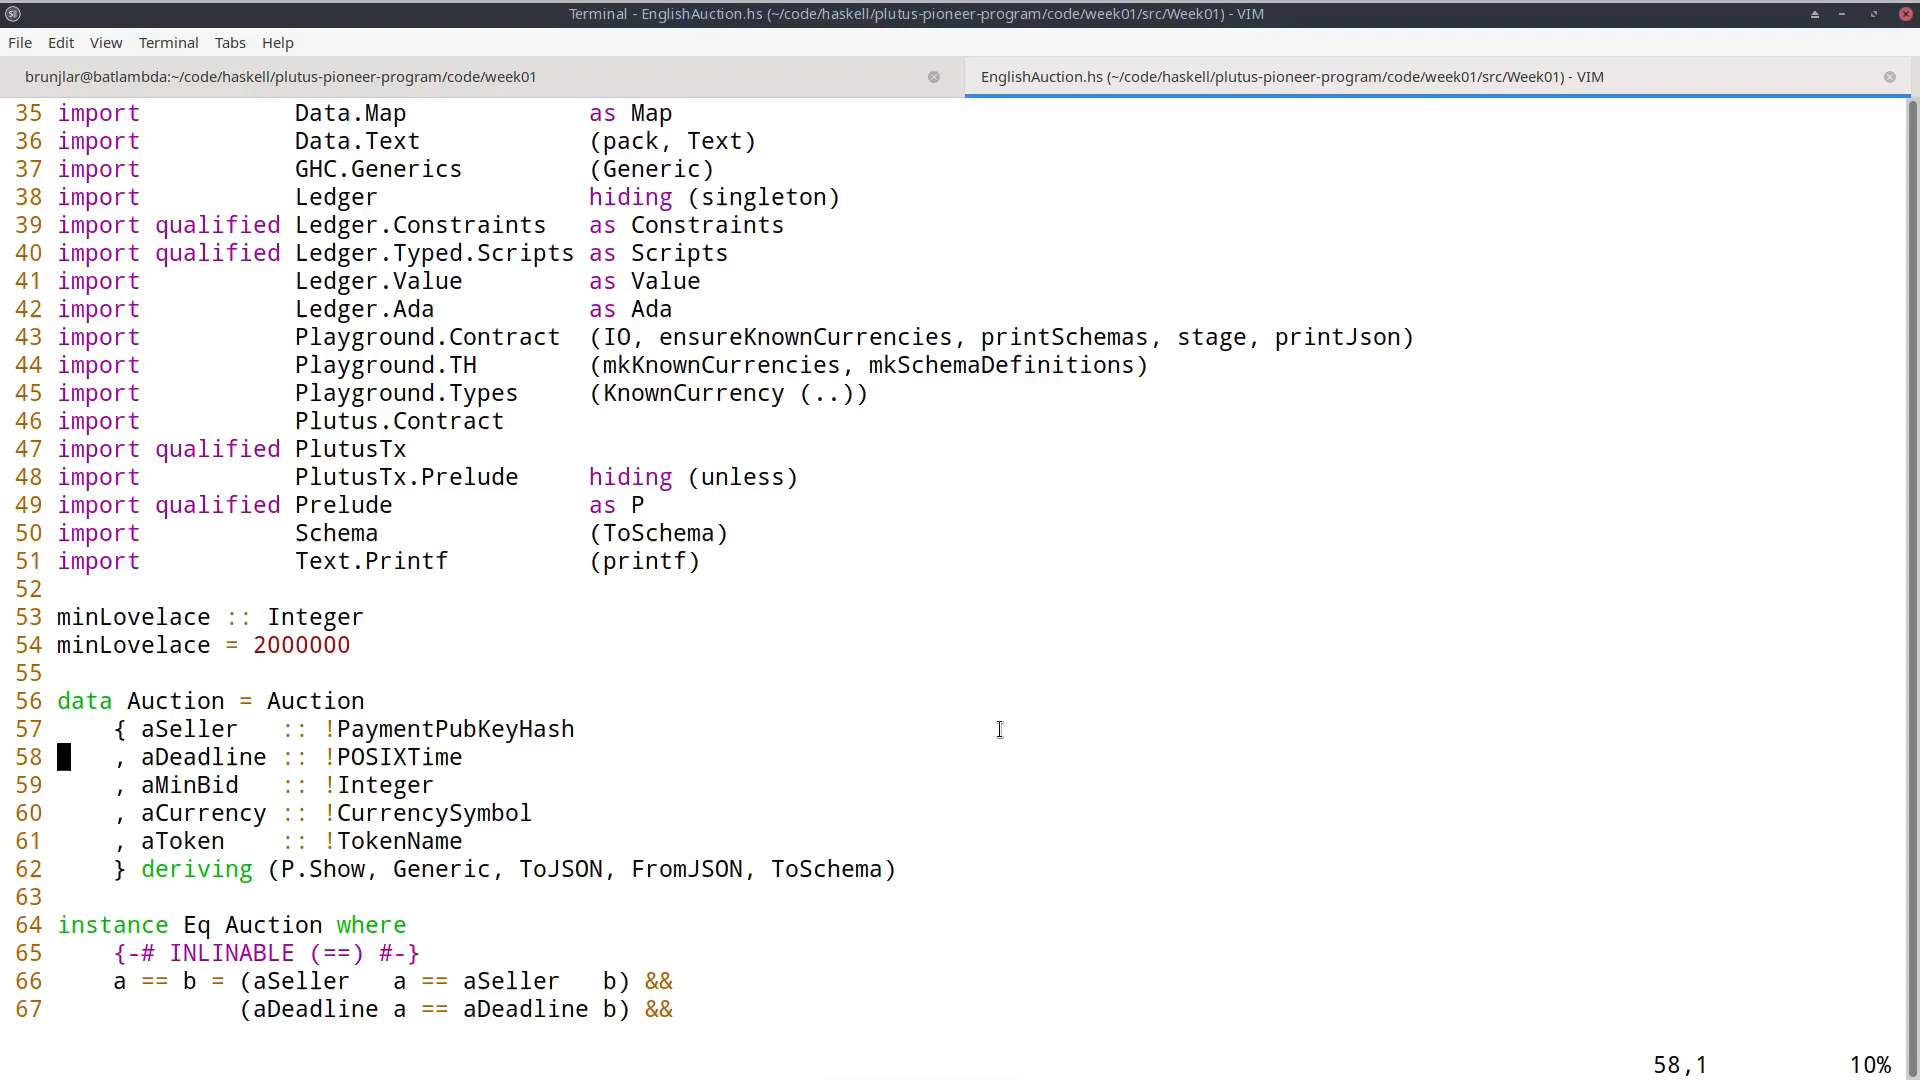 Terminal - EnglishAuction.hs (~/code/haskell/plutus-pioneer-program/code/week01/src/Week01) - VIM
File Edit View Terminal Tabs Help
brunjlar@batlambda:~/code/haskell/plutus-pioneer-program/code/week01 EnglishAuction.hs (~/code/haskell/plutus-pioneer-program/code/week01/src/Week01) - VIM
35 import           Data.Map             as Map
36 import           Data.Text            (pack, Text)
37 import           GHC.Generics         (Generic)
38 import           Ledger               hiding (singleton)
39 import qualified Ledger.Constraints   as Constraints
40 import qualified Ledger.Typed.Scripts as Scripts
41 import           Ledger.Value         as Value
42 import           Ledger.Ada           as Ada
43 import           Playground.Contract  (IO, ensureKnownCurrencies, printSchemas, stage, printJson)
44 import           Playground.TH        (mkKnownCurrencies, mkSchemaDefinitions)
45 import           Playground.Types     (KnownCurrency (..))
46 import           Plutus.Contract
47 import qualified PlutusTx
48 import           PlutusTx.Prelude     hiding (unless)
49 import qualified Prelude              as P
50 import           Schema               (ToSchema)
51 import           Text.Printf          (printf)
52
53 minLovelace :: Integer
54 minLovelace = 2000000
55
56 data Auction = Auction
57     { aSeller   :: !PaymentPubKeyHash
58     , aDeadline :: !POSIXTime
59     , aMinBid   :: !Integer
60     , aCurrency :: !CurrencySymbol
61     , aToken    :: !TokenName
62     } deriving (P.Show, Generic, ToJSON, FromJSON, ToSchema)
63
64 instance Eq Auction where
65     {-# INLINABLE (==) #-}
66     a == b = (aSeller   a == aSeller   b) &&
67              (aDeadline a == aDeadline b) &&
58,1 10%